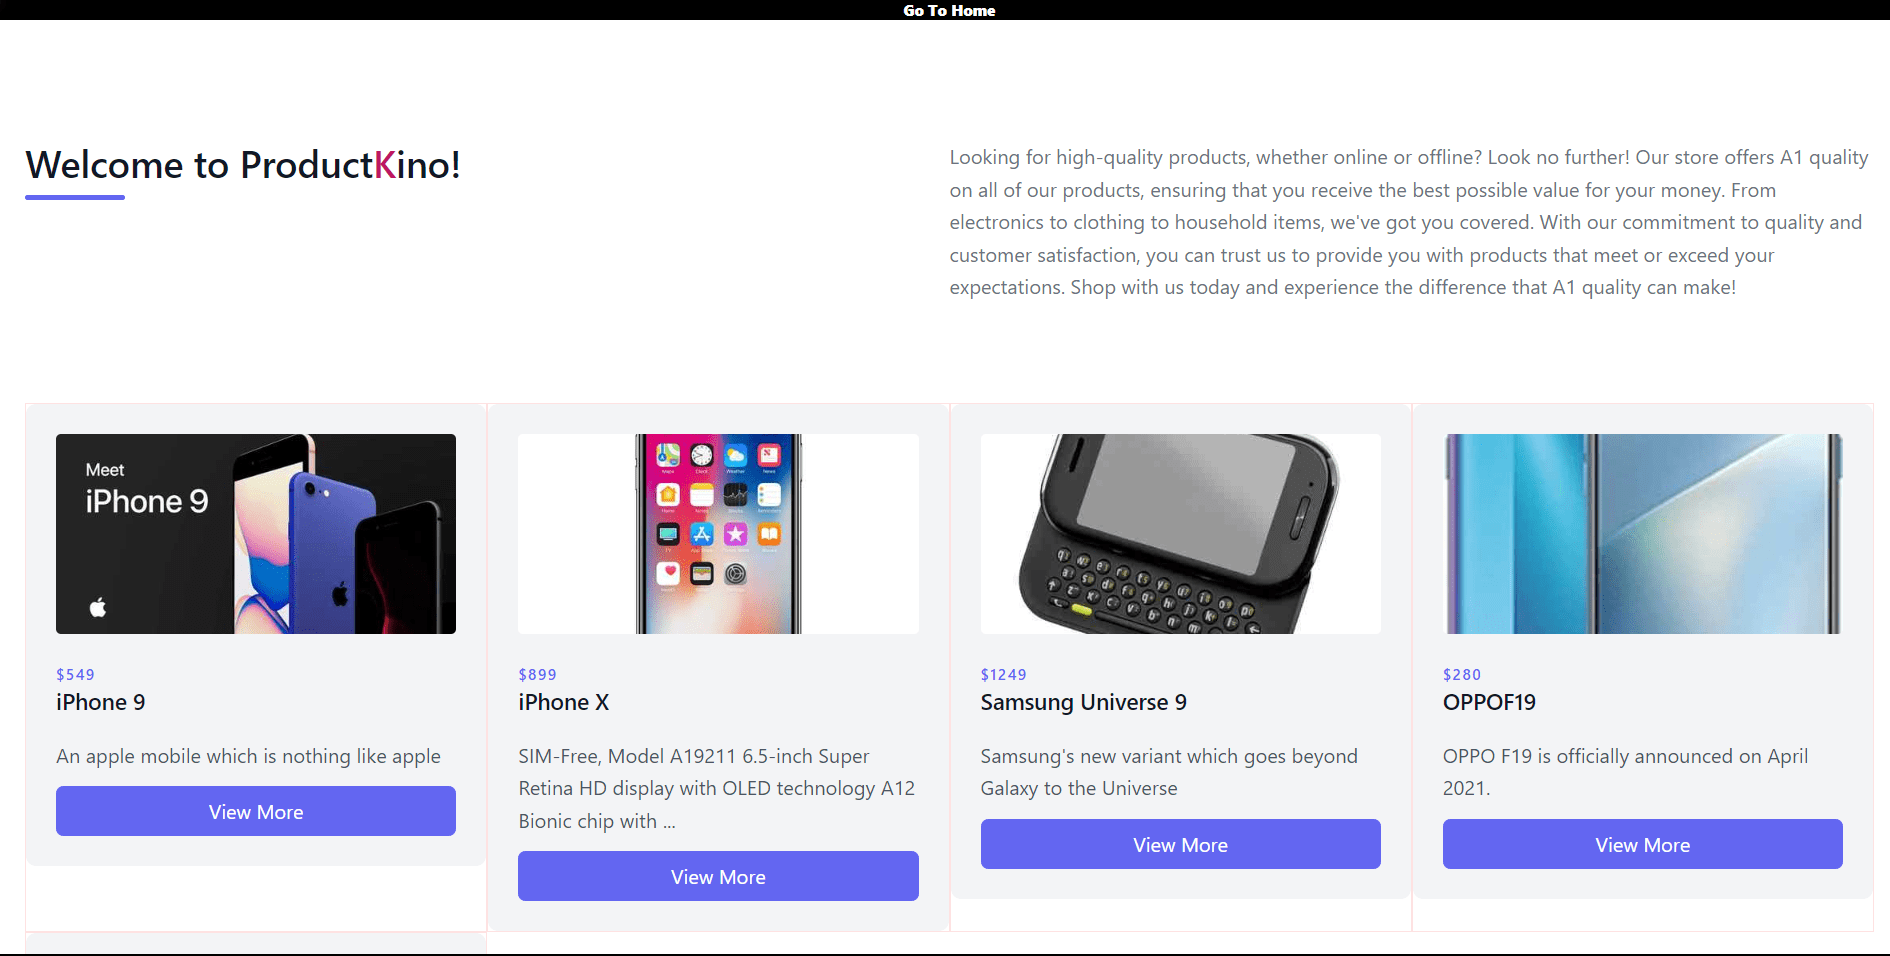 Go To Home
Welcome to ProductKino!
Looking for high-quality products, whether online or offline? Look no further! Our store offers A1 quality
on all of our products, ensuring that you receive the best possible value for your money. From
electronics to clothing to household items, we've got you covered. With our commitment to quality and
customer satisfaction, you can trust us to provide you with products that meet or exceed your
expectations. Shop with us today and experience the difference that A1 quality can make!
Meet
iPhone 9
$549
iPhone 9
An apple mobile which is nothing like apple
View More
$899
iPhone X
SIM-Free, Model A19211 6.5-inch Super
Retina HD display with OLED technology A12
Bionic chip with ...
View More
$1249
Samsung Universe 9
Samsung's new variant which goes beyond
Galaxy to the Universe
View More
$280
OPPOF19
OPPO F19 is officially announced on April
2021.
View More